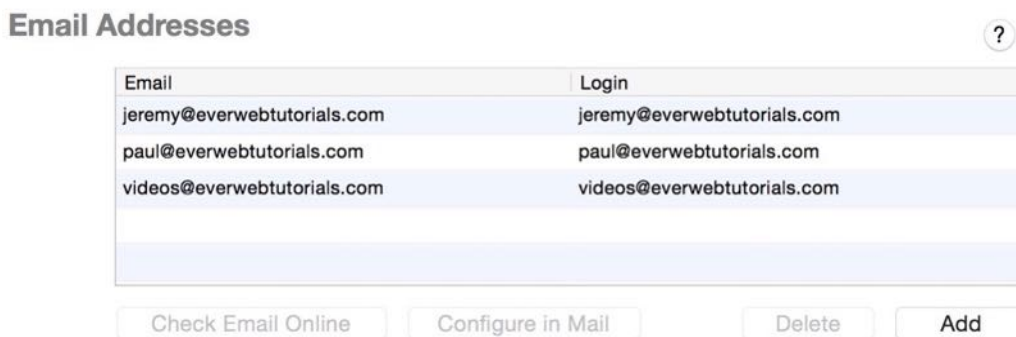 Email Addresses
?
Email Login
jeremy@everwebtutorials.com jeremy@everwebtutorials.com
paul@everwebtutorials.com paul@everwebtutorials.com
videos@everwebtutorials.com videos@everwebtutorials.com
Check Email Online Configure in Mail Delete Add